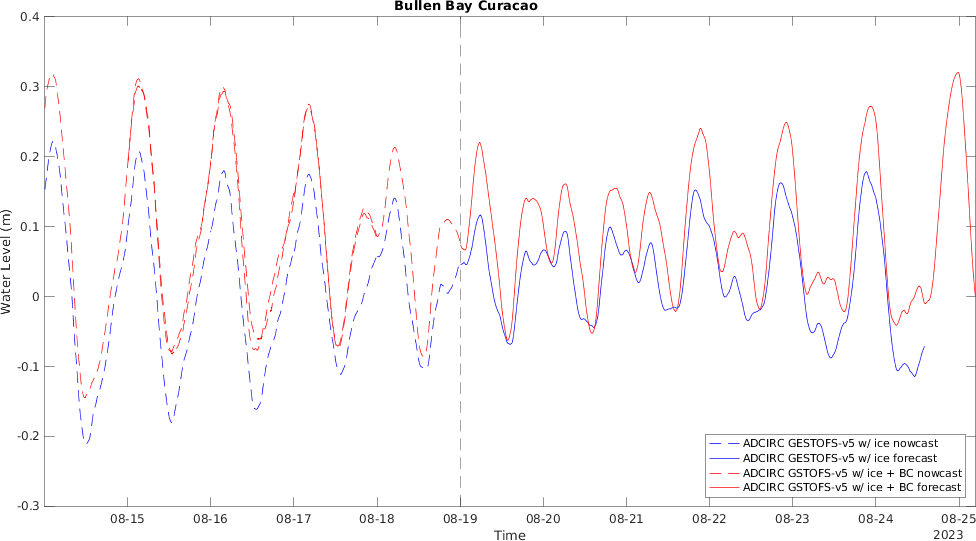 Bullen Bay Curacao
0.4
0.3
0.2
0.1
0
-0.1
-0.2
-0.3
Water Level (m)
ADCIRC GESTOFS-v5 w/ ice nowcast
ADCIRC GESTOFS-v5 w/ ice forecast
ADCIRC GSTOFS-v5 w/ ice + BC nowcast
ADCIRC GSTOFS-v5 w/ ice + BC forecast
08-15 08-16 08-17 08-18 08-19 08-20 08-21 08-22 08-23 08-24 08-25
Time
2023